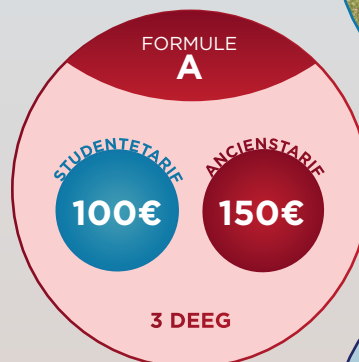 FORMULE
A
STUDENTETARIF
100€
ANCIENSTARIF
150€
3 DEEG